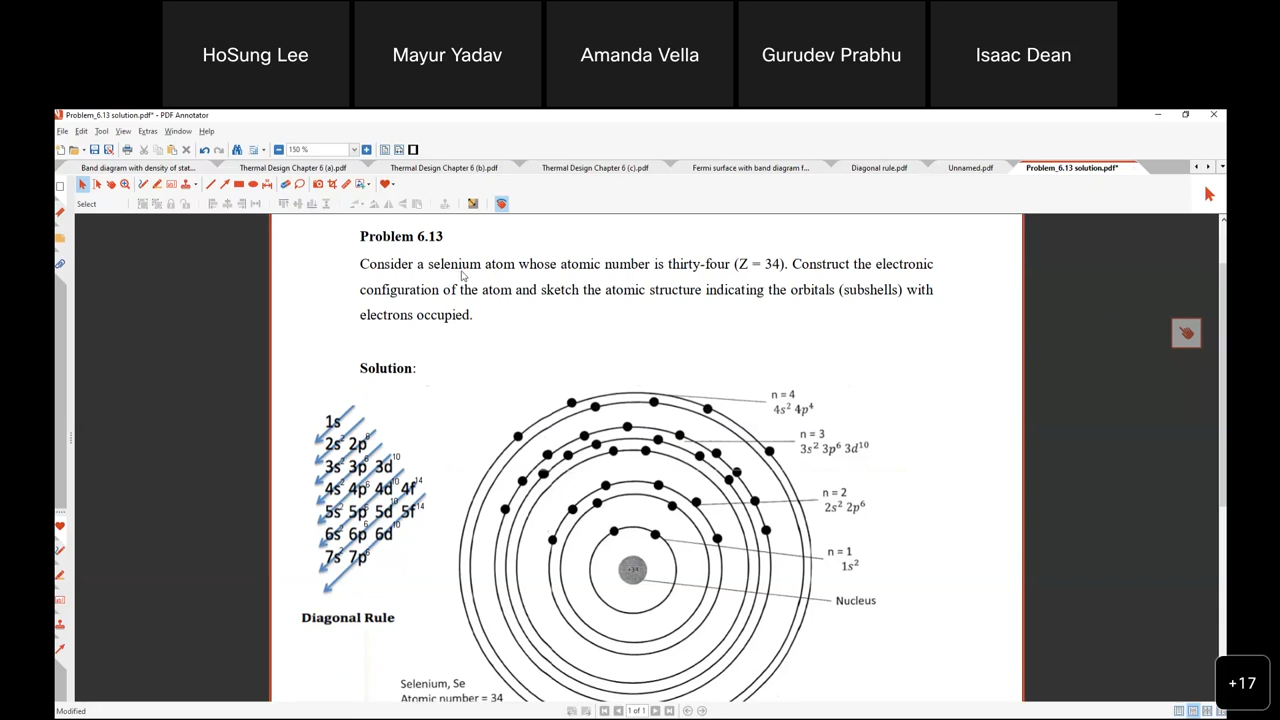 HoSung Lee
Mayur Yadav
Amanda Vella
Gurudev Prabhu
Isaac Dean
Problem_6.13 solution.pdf* - PDF Annotator
File Edit Tool View Extras Window Help
150 %
Band diagram with density of stat...
Thermal Design Chapter 6 (a).pdf
Thermal Design Chapter 6 (b).pdf
Thermal Design Chapter 6 (c).pdf
Fermi surface with band diagram f...
Diagonal rule.pdf
Unnamed.pdf
Problem_6.13 solution.pdf*
Select
Problem 6.13
Consider a selenium atom whose atomic number is thirty-four (Z = 34). Construct the electronic
configuration of the atom and sketch the atomic structure indicating the orbitals (subshells) with
electrons occupied.
Solution:
1s
2s² 2p⁶
3s² 3p⁶ 3d¹⁰
4s² 4p⁶ 4d¹⁰ 4f¹⁴
5s² 5p⁶ 5d¹⁰ 5f¹⁴
6s² 6p⁶ 6d¹⁰
7s² 7p⁶
Diagonal Rule
n = 4
4s² 4p⁴
n = 3
3s² 3p⁶ 3d¹⁰
n = 2
2s² 2p⁶
n = 1
1s²
Nucleus
+34
Selenium, Se
Atomic number = 34
+17
Modified
1 of 1